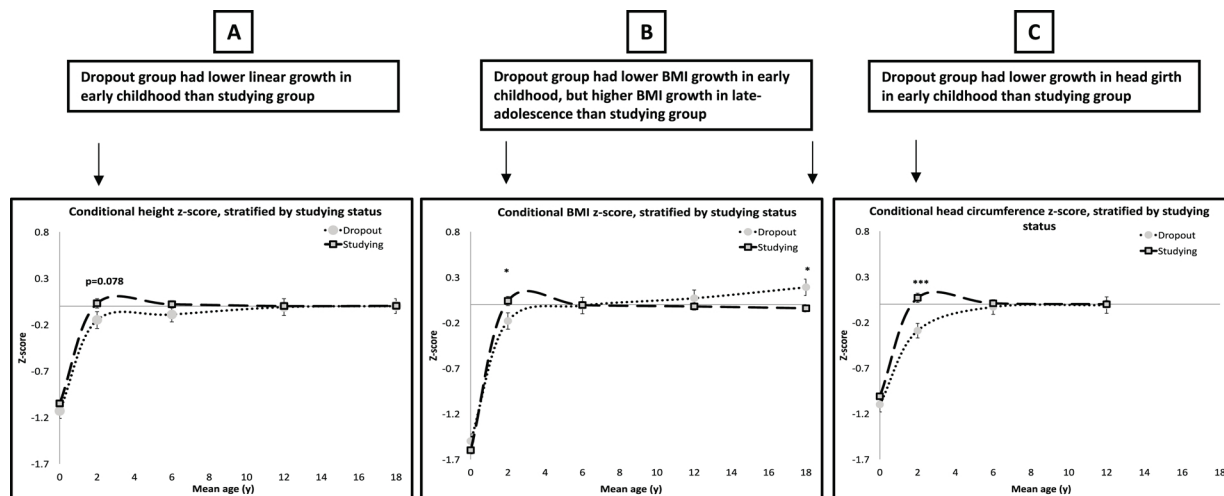 A
Dropout group had lower linear growth in
early childhood than studying group
B
Dropout group had lower BMI growth in early
childhood, but higher BMI growth in late-
adolescence than studying group
C
Dropout group had lower growth in head girth
in early childhood than studying group
Conditional height z-score, stratified by studying status
0.8
0.3
-0.2
-0.7
-1.2
-1.7
Z-score
Dropout
Studying
p=0.078
0 2 4 6 8 10 12 14 16 18
Mean age (y)
Conditional BMI z-score, stratified by studying status
0.8
0.3
-0.2
-0.7
-1.2
-1.7
Z-score
Dropout
Studying
*
*
0 2 4 6 8 10 12 14 16 18
Mean age (y)
Conditional head circumference z-score, stratified by studying
status
0.8
0.3
-0.2
-0.7
-1.2
-1.7
Z-score
Dropout
Studying
***
0 2 4 6 8 10 12 14 16 18
Mean age (y)